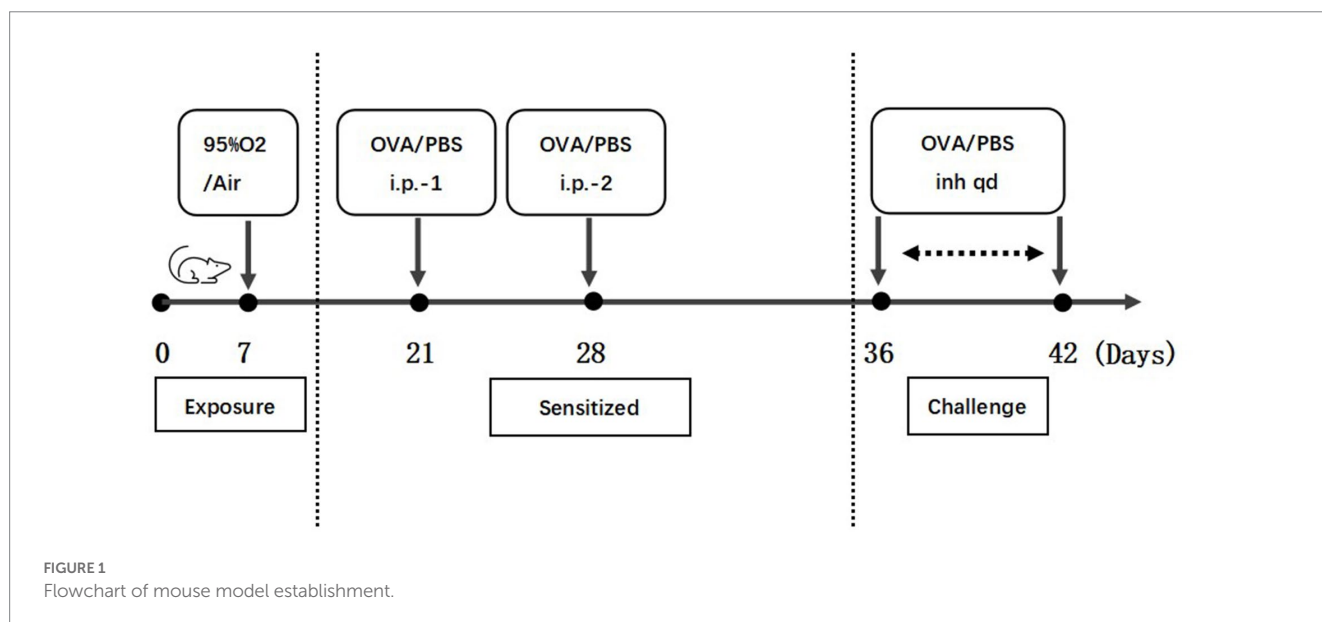 95%O2
/Air
OVA/PBS
i.p.-1
OVA/PBS
i.p.-2
OVA/PBS
inh qd
0
7
21
28
36
42 (Days)
Exposure
Sensitized
Challenge
FIGURE 1
Flowchart of mouse model establishment.